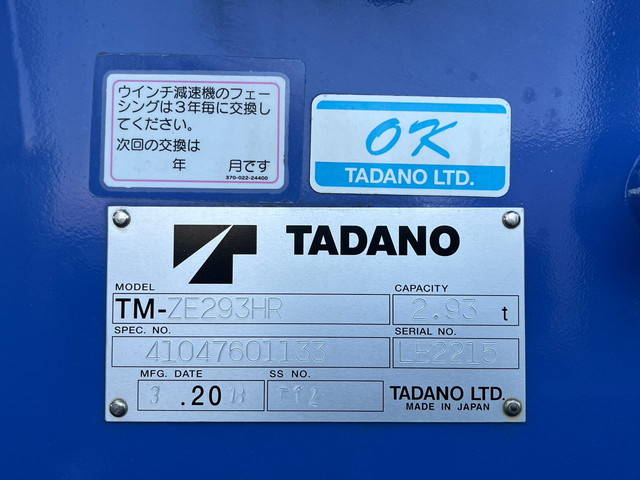 ウインチ減速機のフェー
シングは3年毎に交換し
てください。
次回の交換は
年 月です
370-022-24400
OK
TADANO LTD.
TADANO
MODEL
TM-ZE293HR
CAPACITY
2.93 t
SPEC. NO.
41047601133
SERIAL NO.
MFG. DATE
3 .20
SS NO.
TADANO LTD.
MADE IN JAPAN